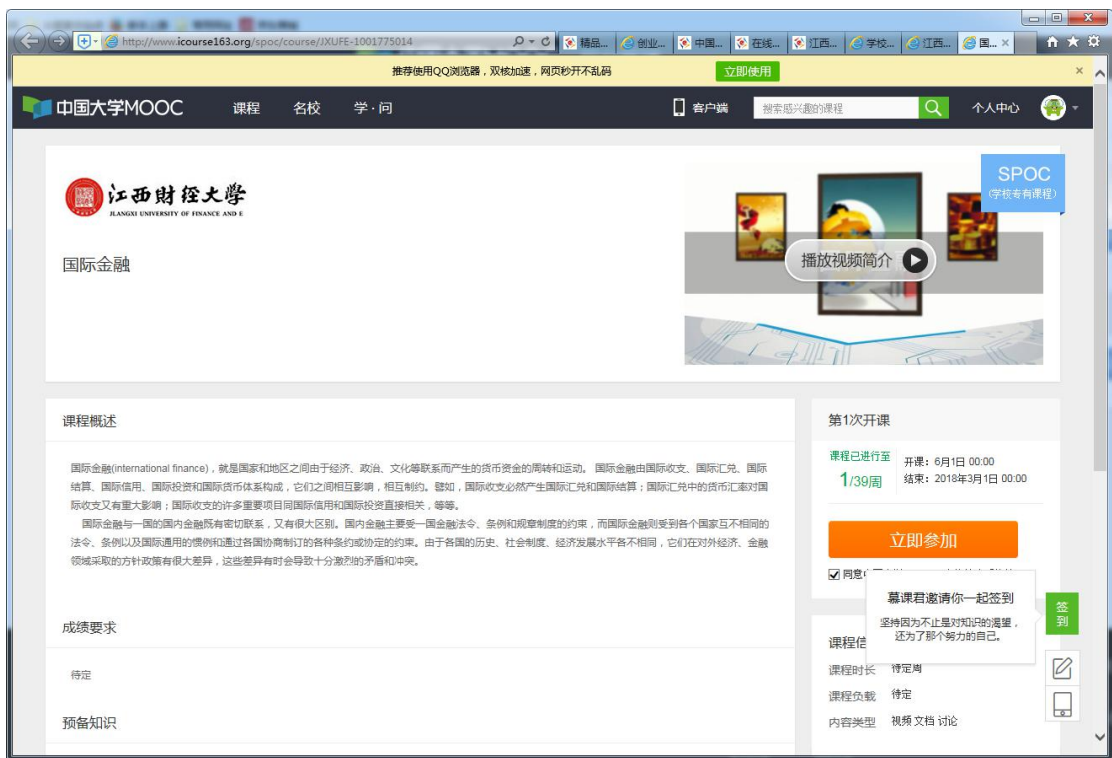 http://www.icourse163.org/spoc/course/JXUFE-1001775014
精品...
创业...
中国...
在线...
江西...
学校...
江西...
国...
推荐使用QQ浏览器，双核加速，网页秒开不乱码
立即使用
中国大学MOOC
课程
名校
学·问
客户端
搜索感兴趣的课程
个人中心
江西财经大学
JIANGXI UNIVERSITY OF FINANCE AND E
SPOC
(学校专有课程)
国际金融
播放视频简介
课程概述
国际金融(international finance)，就是国家和地区之间由于经济、政治、文化等联系而产生的货币资金的周转和运动。 国际金融由国际收支、国际汇兑、国际
结算、国际信用、国际投资和国际货币体系构成，它们之间相互影响，相互制约。譬如，国际收支必然产生国际汇兑和国际结算；国际汇兑中的货币汇率对国
际收支又有重大影响；国际收支的许多重要项目同国际信用和国际投资直接相关，等等。
国际金融与一国的国内金融既有密切联系，又有很大区别。国内金融主要受一国金融法令、条例和规章制度的约束，而国际金融则受到各个国家互不相同的
法令、条例以及国际通用的惯例和通过各国协商制订的各种条约或协定的约束。由于各国的历史、社会制度、经济发展水平各不相同，它们在对外经济、金融
领域采取的方针政策有很大差异，这些差异有时会导致十分激烈的矛盾和冲突。
成绩要求
待定
预备知识
第1次开课
课程已进行至
1/39周
开课：6月1日 00:00
结束：2018年3月1日 00:00
立即参加
同意
慕课君邀请你一起签到
坚持因为不止是对知识的渴望，
还为了那个努力的自己。
签到
课程信
课程时长 待定周
课程负载 待定
内容类型 视频 文档 讨论